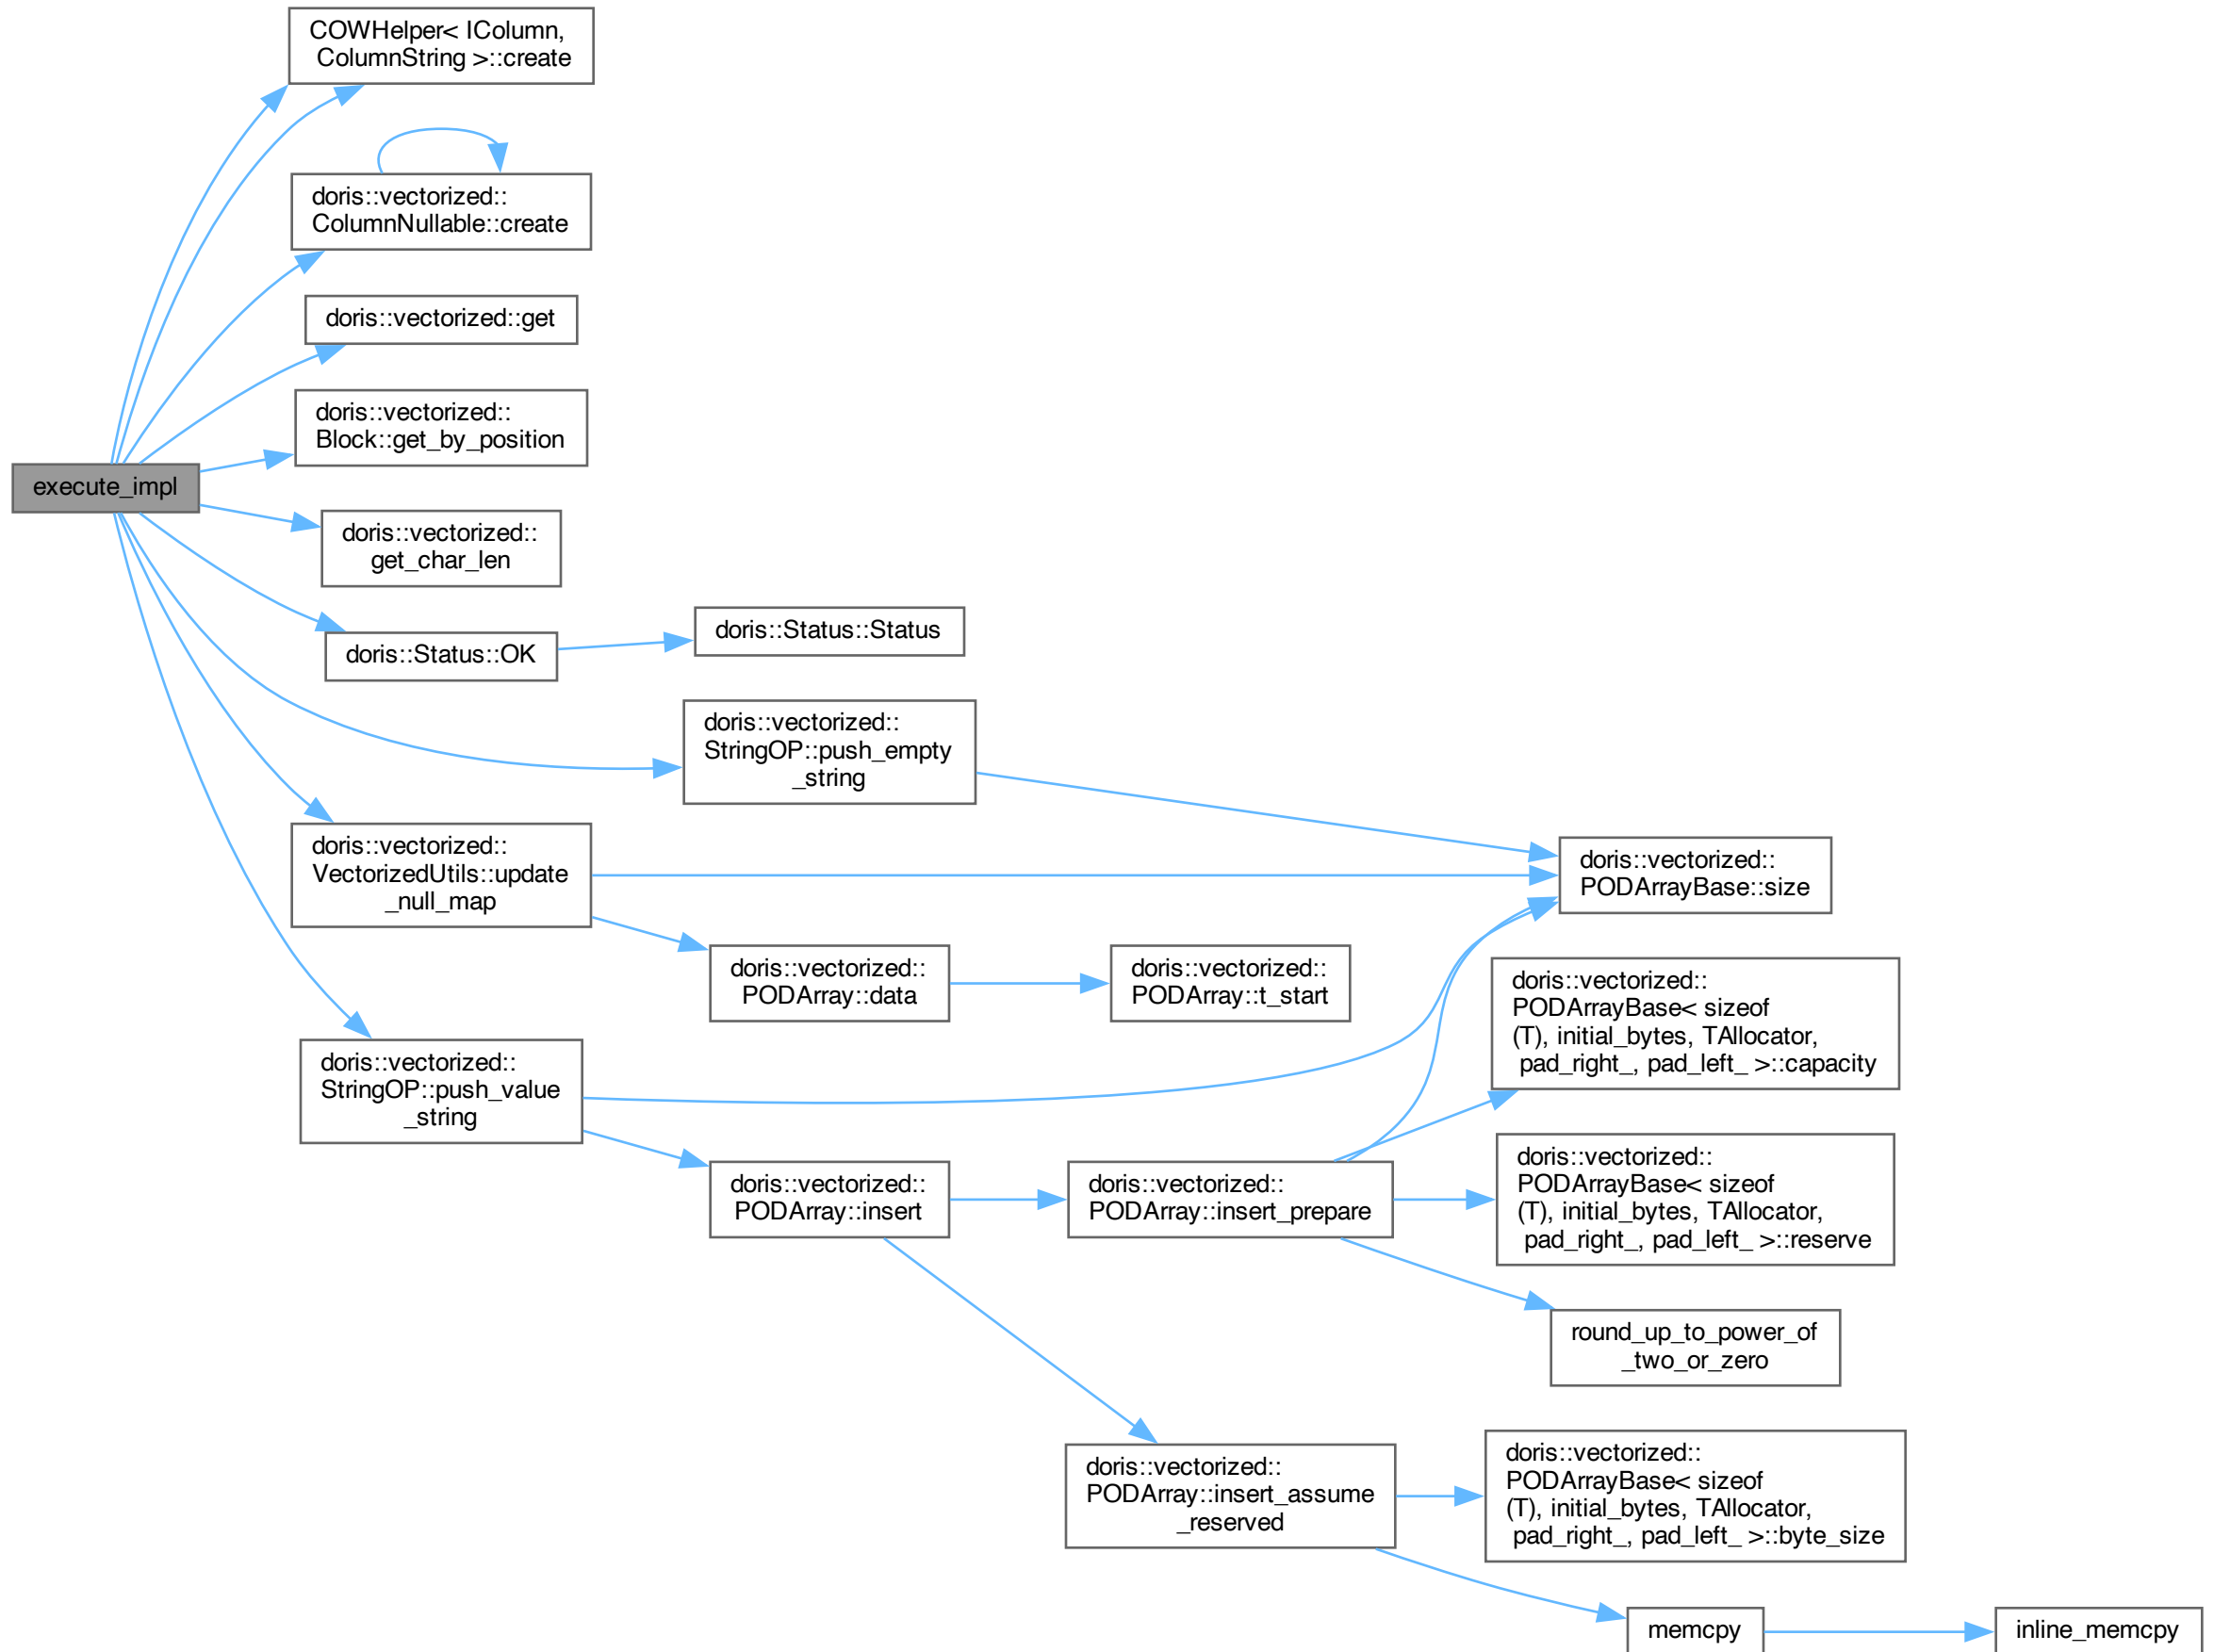 COWHelper< IColumn,
ColumnString >::create
doris::vectorized::
ColumnNullable::create
doris::vectorized::get
doris::vectorized::
Block::get_by_position
execute_impl
doris::vectorized::
get_char_len
doris::Status::OK
doris::Status::Status
doris::vectorized::
StringOP::push_empty
_string
doris::vectorized::
VectorizedUtils::update
_null_map
doris::vectorized::
PODArrayBase::size
doris::vectorized::
PODArray::data
doris::vectorized::
PODArray::t_start
doris::vectorized::
PODArrayBase< sizeof
(T), initial_bytes, TAllocator,
pad_right_, pad_left_ >::capacity
doris::vectorized::
StringOP::push_value
_string
doris::vectorized::
PODArray::insert
doris::vectorized::
PODArray::insert_prepare
doris::vectorized::
PODArrayBase< sizeof
(T), initial_bytes, TAllocator,
pad_right_, pad_left_ >::reserve
round_up_to_power_of
_two_or_zero
doris::vectorized::
PODArray::insert_assume
_reserved
doris::vectorized::
PODArrayBase< sizeof
(T), initial_bytes, TAllocator,
pad_right_, pad_left_ >::byte_size
memcpy
inline_memcpy